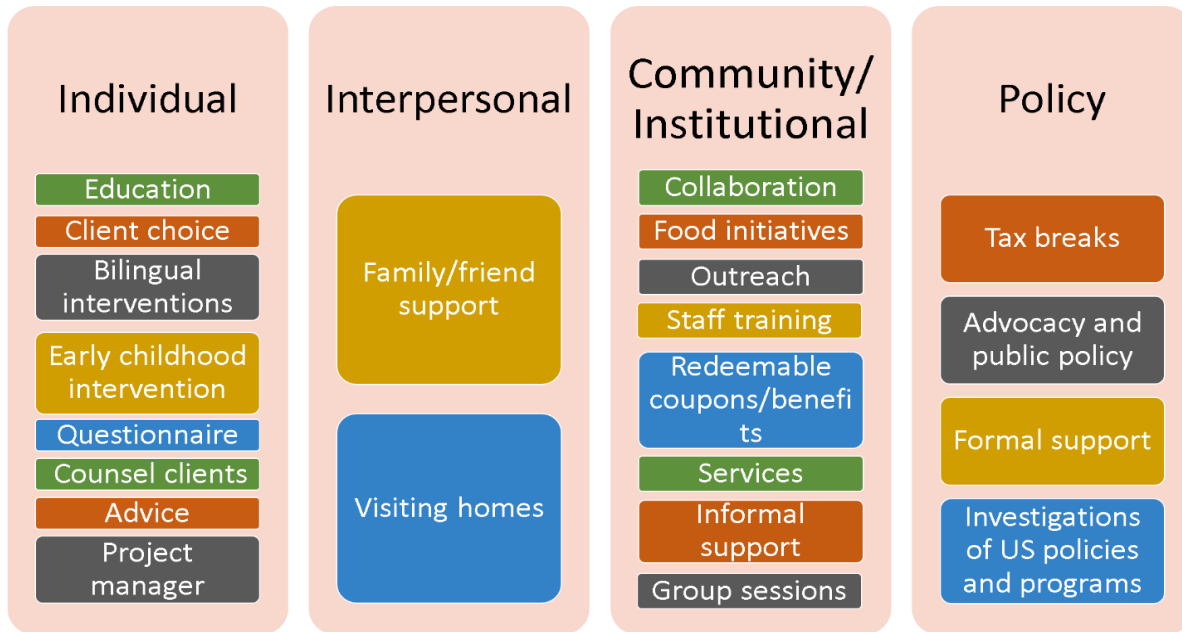 Individual
Education
Client choice
Bilingual
interventions
Early childhood
intervention
Questionnaire
Counsel clients
Advice
Project
manager
Interpersonal
Family/friend
support
Visiting homes
Community/
Institutional
Collaboration
Food initiatives
Outreach
Staff training
Redeemable
coupons/benefi
ts
Services
Informal
support
Group sessions
Policy
Tax breaks
Advocacy and
public policy
Formal support
Investigations
of US policies
and programs